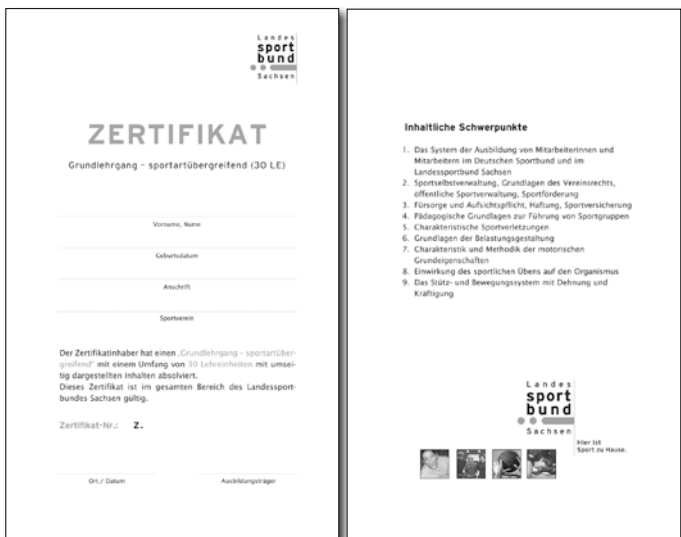 Landes
sport
bund
Sachsen
ZERTIFIKAT
Grundlehrgang – sportartübergreifend (30 LE)
Vorname, Name
Geburtsdatum
Anschrift
Sportverein
Der Zertifikatinhaber hat einen „Grundlehrgang – sportartüber-
greifend“ mit einem Umfang von 30 Lehreinheiten mit umsei-
tig dargestellten Inhalten absolviert.
Dieses Zertifikat ist im gesamten Bereich des Landessport-
bundes Sachsen gültig.
Zertifikat-Nr.: Z.
Ort / Datum
Ausbildungsträger
Inhaltliche Schwerpunkte
1. Das System der Ausbildung von Mitarbeiterinnen und
Mitarbeitern im Deutschen Sportbund und im
Landessportbund Sachsen
2. Sportselbstverwaltung, Grundlagen des Vereinsrechts,
öffentliche Sportverwaltung, Sportförderung
3. Fürsorge und Aufsichtspflicht, Haftung, Sportversicherung
4. Pädagogische Grundlagen zur Führung von Sportgruppen
5. Charakteristische Sportverletzungen
6. Grundlagen der Belastungsgestaltung
7. Charakteristik und Methodik der motorischen
Grundeigenschaften
8. Einwirkung des sportlichen Übens auf den Organismus
9. Das Stütz- und Bewegungssystem mit Dehnung und
Kräftigung
Landes
sport
bund
Sachsen
Hier ist
Sport zu Hause.